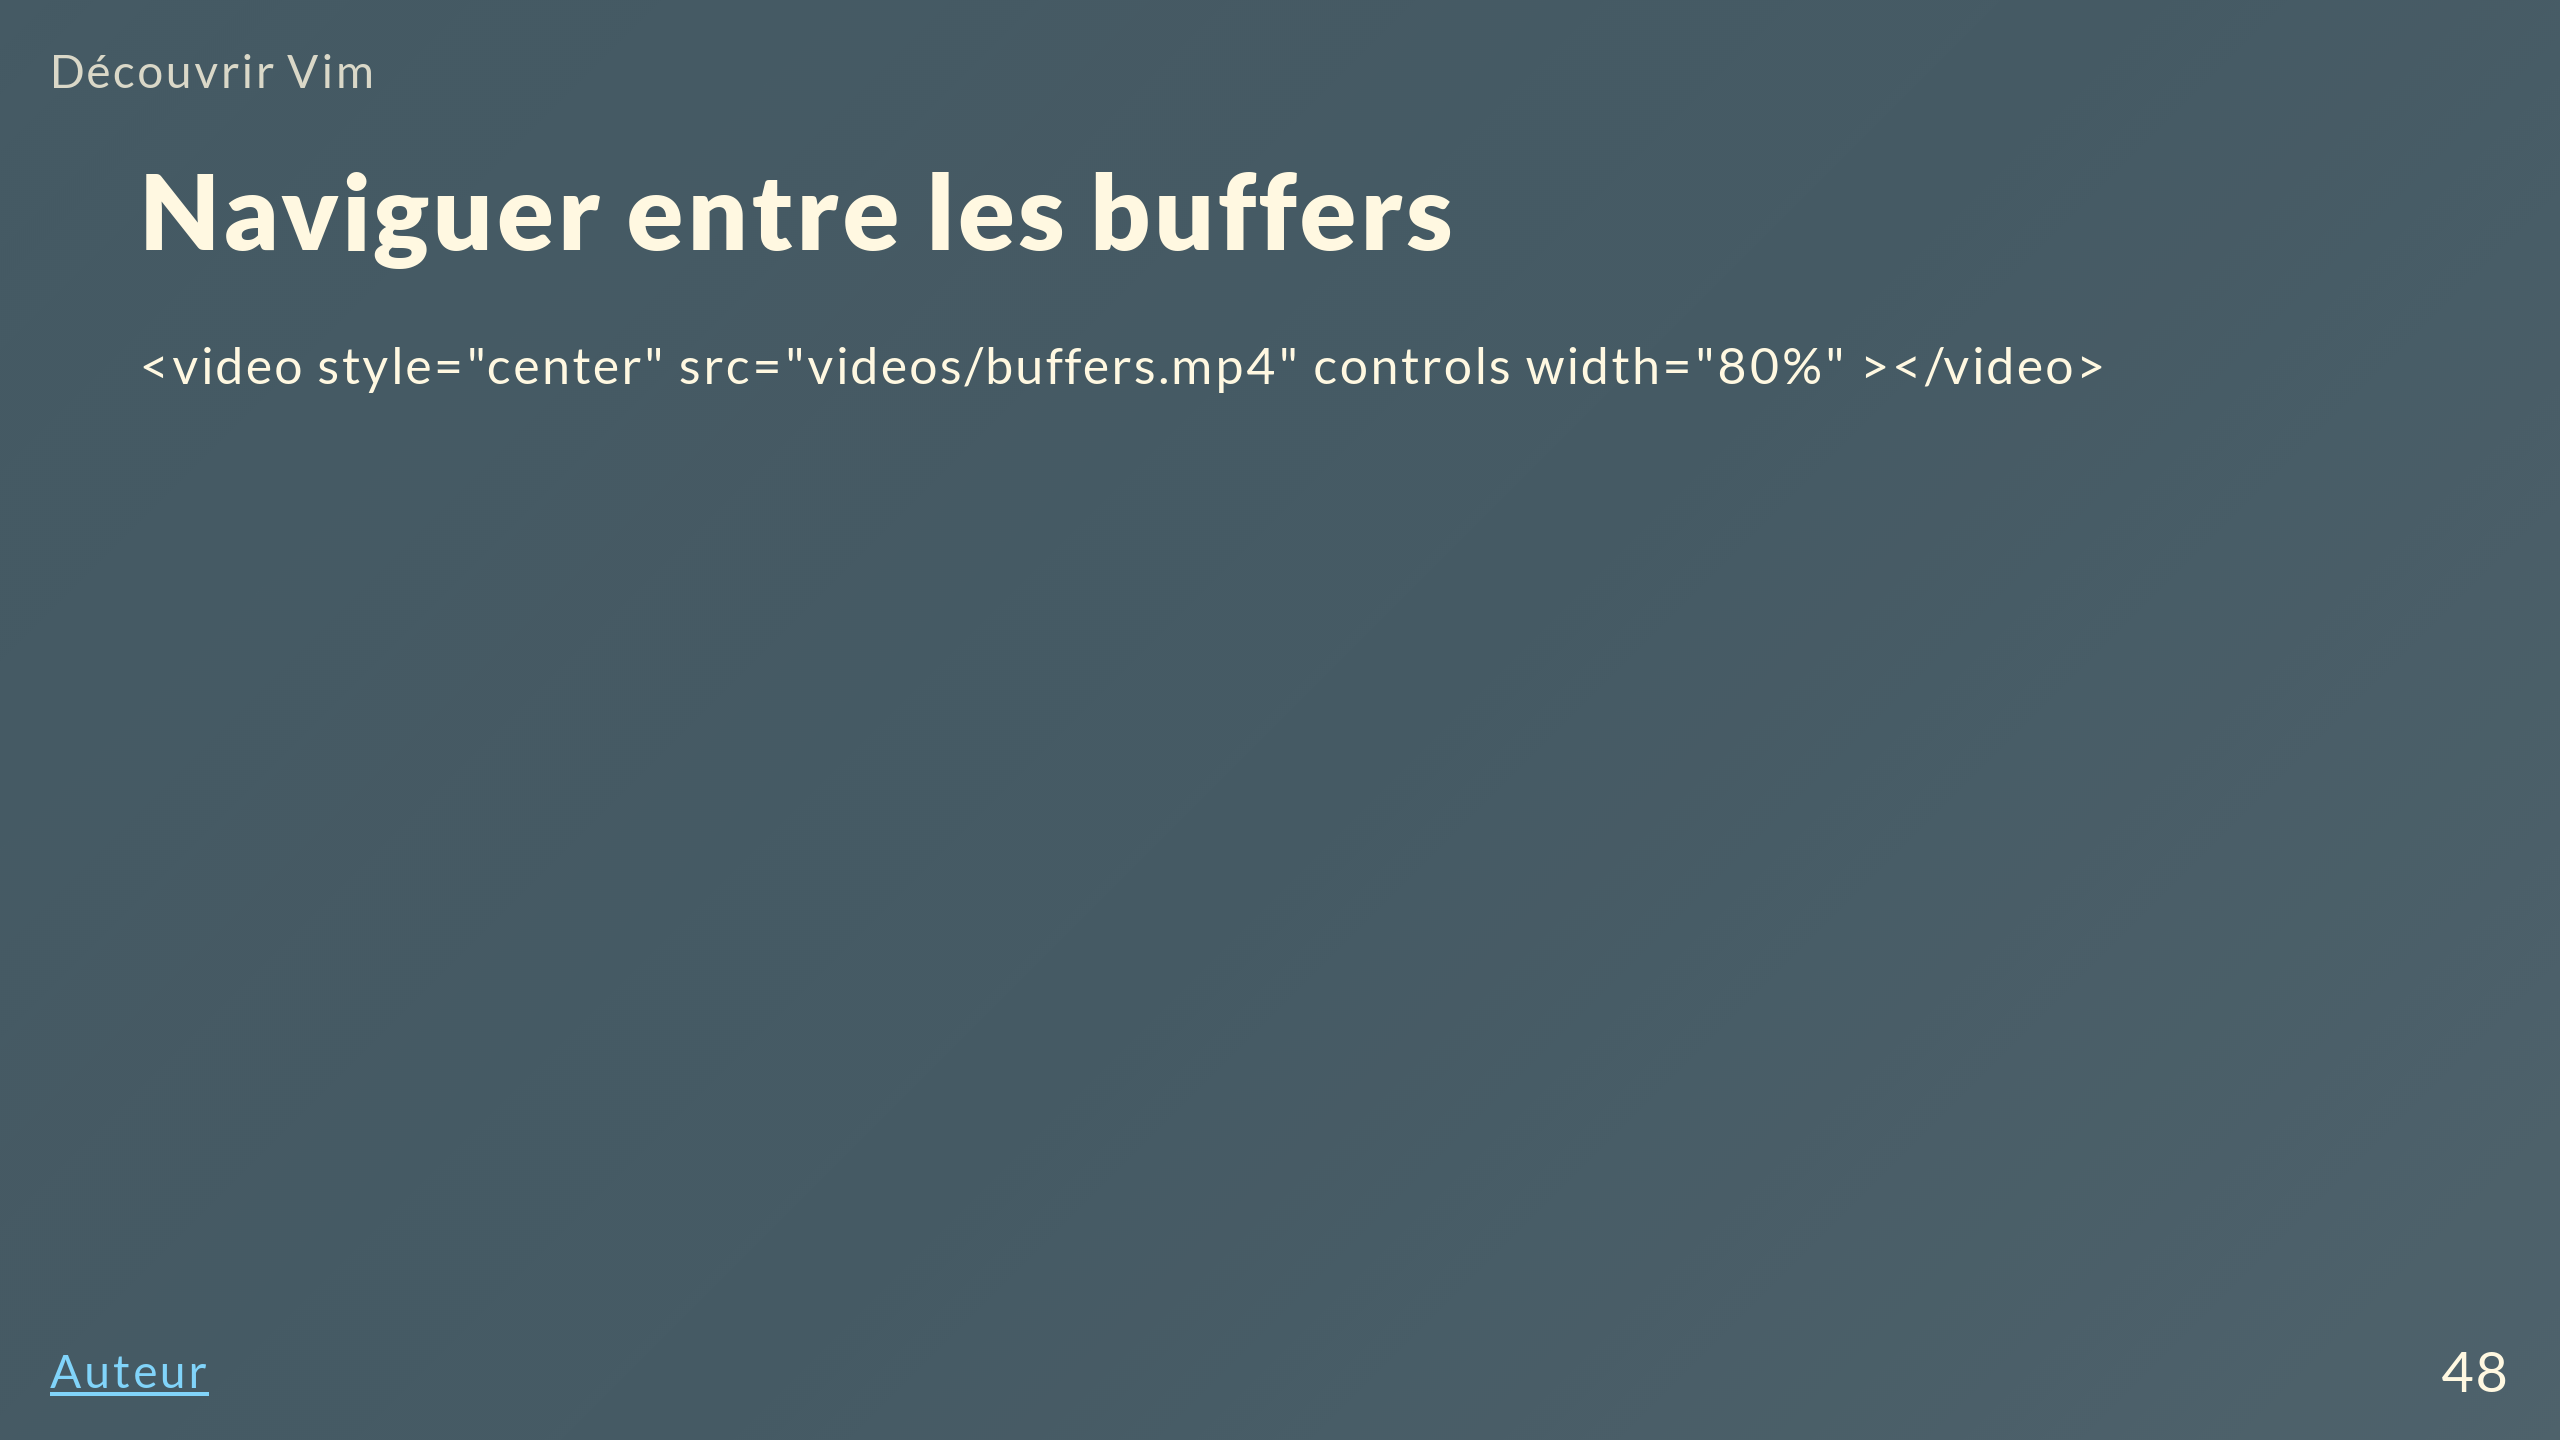 Découvrir Vim
Naviguer entre les buffers
<video style="center" src="videos/buffers.mp4" controls width="80%" ></video>
Auteur
48